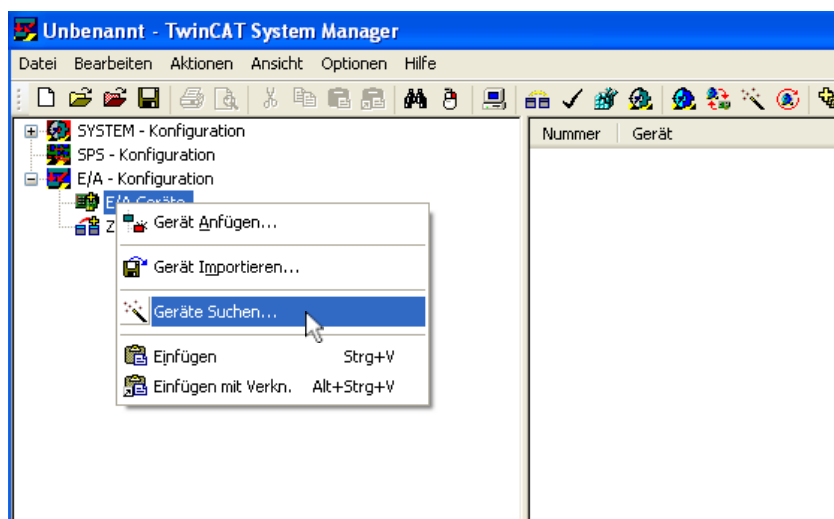 Unbenannt - TwinCAT System Manager
Datei Bearbeiten Aktionen Ansicht Optionen Hilfe
SYSTEM - Konfiguration
SPS - Konfiguration
E/A - Konfiguration
E/A Geräte
Z
Nummer Gerät
Gerät Anfügen...
Gerät Importieren...
Geräte Suchen...
Einfügen Strg+V
Einfügen mit Verkn. Alt+Strg+V